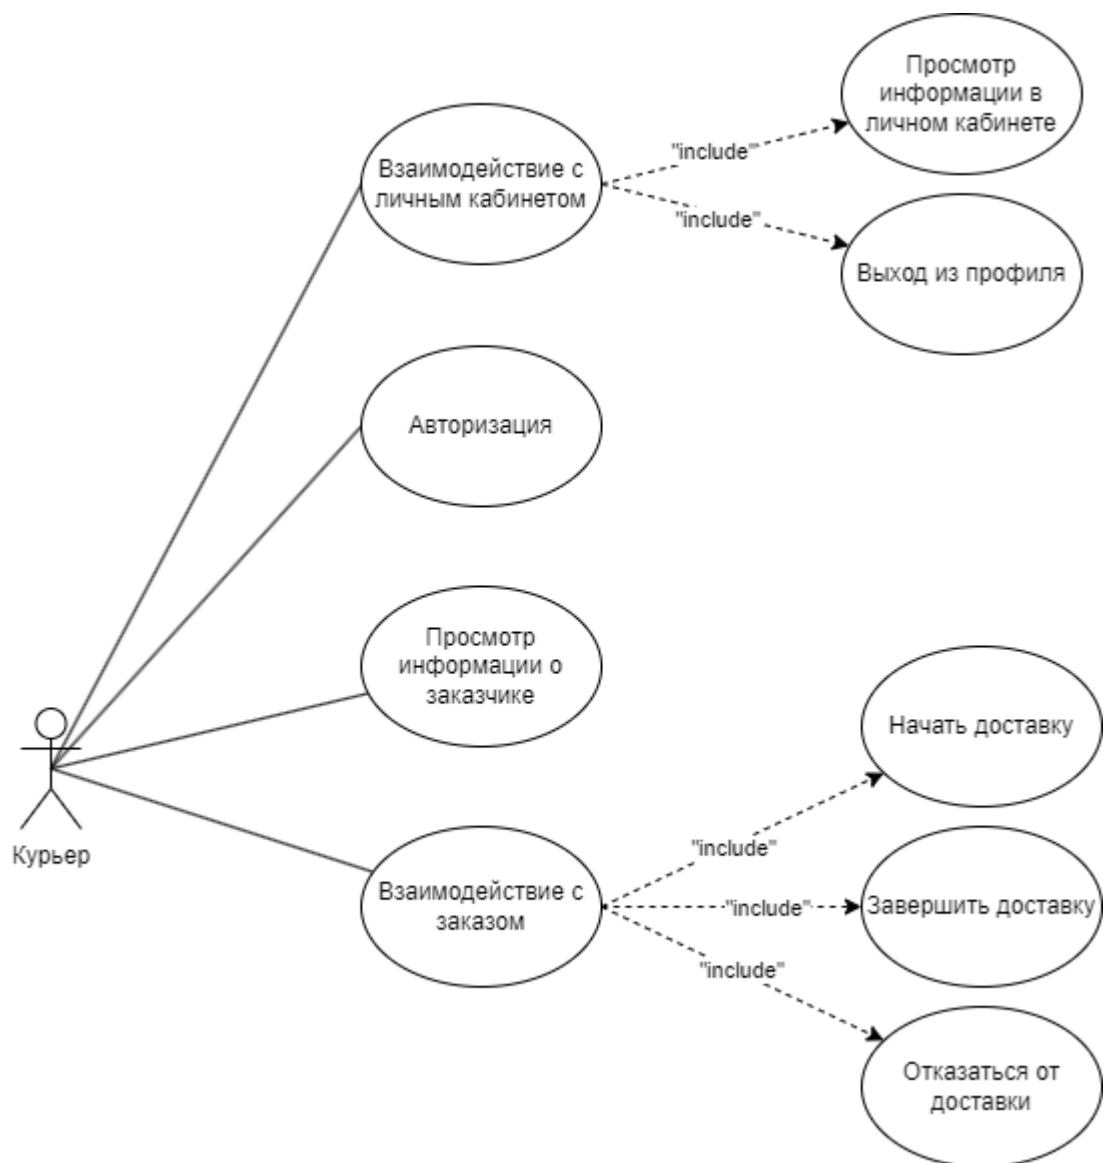 Просмотр
информации в
личном кабинете
"include"
Взаимодействие с
личным кабинетом
"include"
Выход из профиля
Авторизация
Просмотр
информации о
заказчике
Начать доставку
Курьер
"include"
Взаимодействие с
заказом
"include"
Завершить доставку
"include"
Отказаться от
доставки